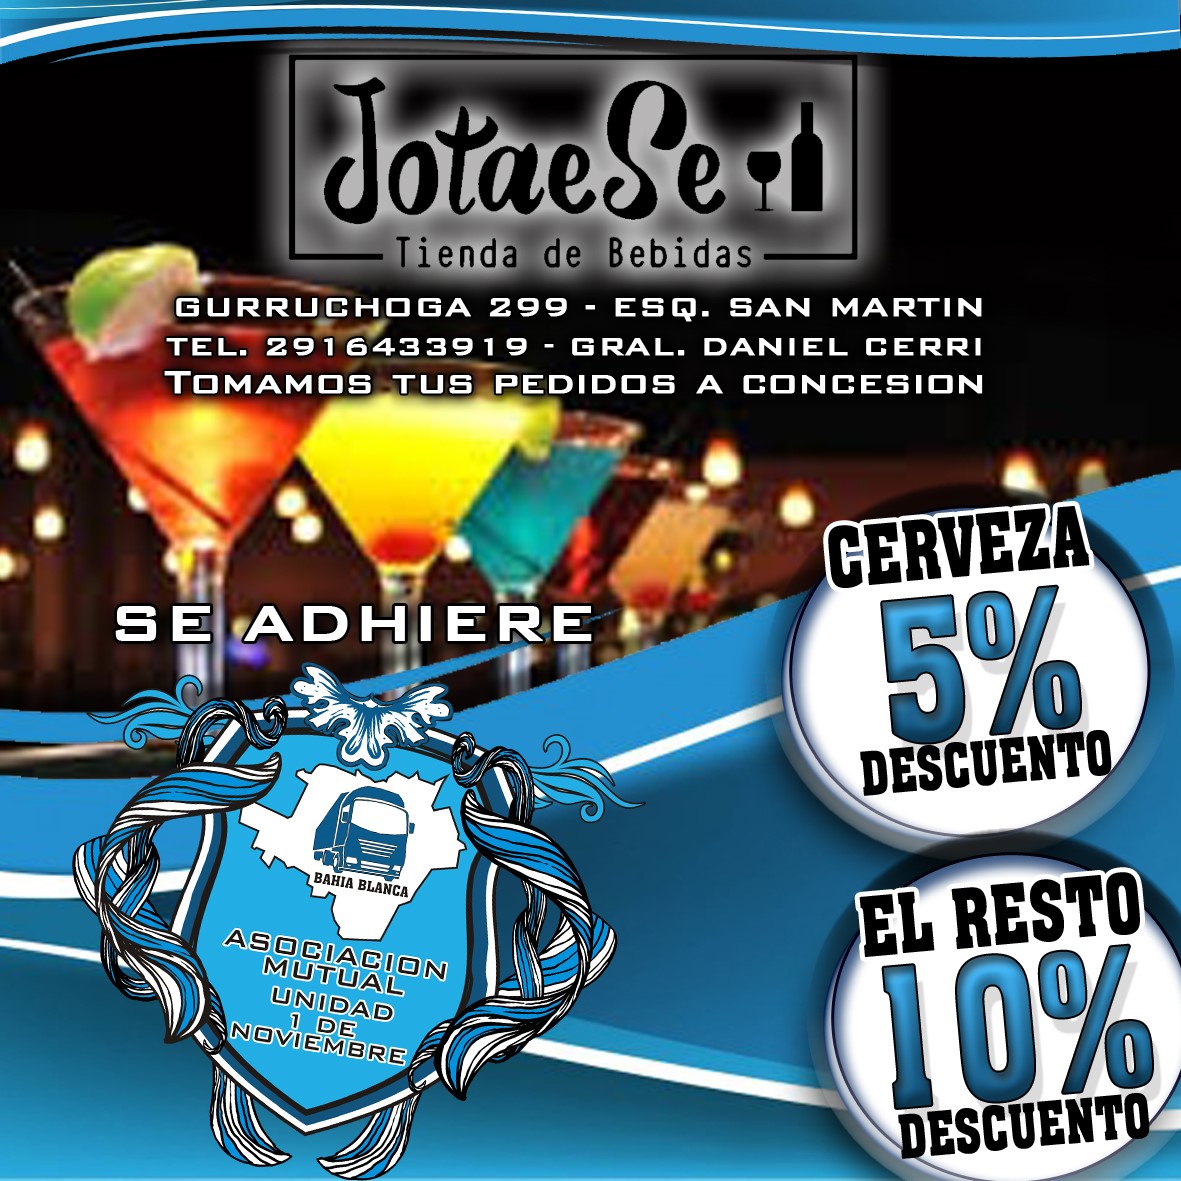 JotaeSe
Tienda de Bebidas
GURRUCHOGA 299 - ESQ. SAN MARTIN
TEL. 2916433919 - GRAL. DANIEL CERRI
TOMAMOS TUS PEDIDOS A CONCESION
CERVEZA
5%
DESCUENTO
SE ADHIERE
BAHIA BLANCA
ASOCIACION
MUTUAL
UNIDAD
1 DE
NOVIEMBRE
EL RESTO
10%
DESCUENTO